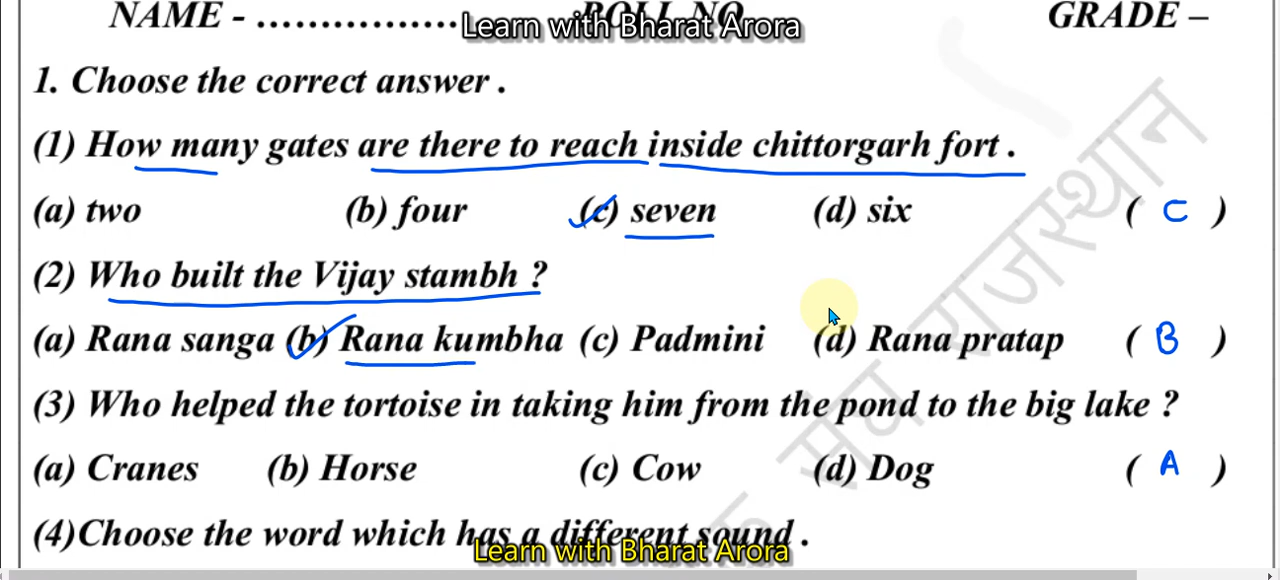 NAME - ................. ROLL NO GRADE –
Learn with Bharat Arora
1. Choose the correct answer .
(1) How many gates are there to reach inside chittorgarh fort .
(a) two (b) four (c) seven (d) six ( C )
(2) Who built the Vijay stambh ?
(a) Rana sanga (b) Rana kumbha (c) Padmini (d) Rana pratap ( B )
(3) Who helped the tortoise in taking him from the pond to the big lake ?
(a) Cranes (b) Horse (c) Cow (d) Dog ( A )
(4)Choose the word which has a different sound .
Learn with Bharat Arora
संघ राजस्थान